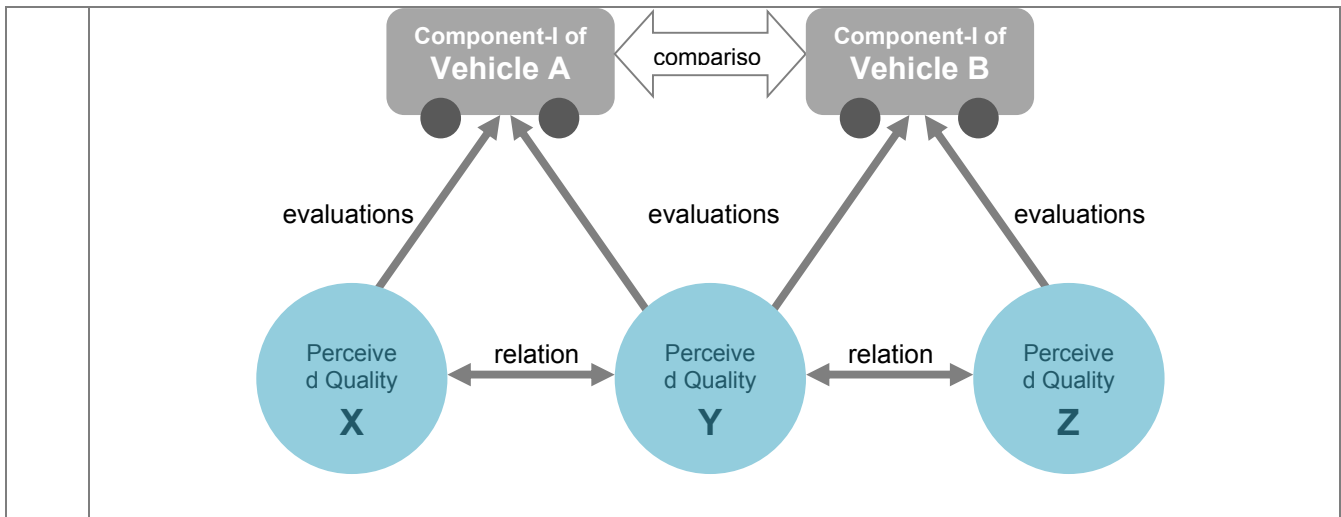 Component-I of
Vehicle A
compariso
Component-I of
Vehicle B
evaluations
evaluations
evaluations
Perceive
d Quality
X
relation
Perceive
d Quality
Y
relation
Perceive
d Quality
Z